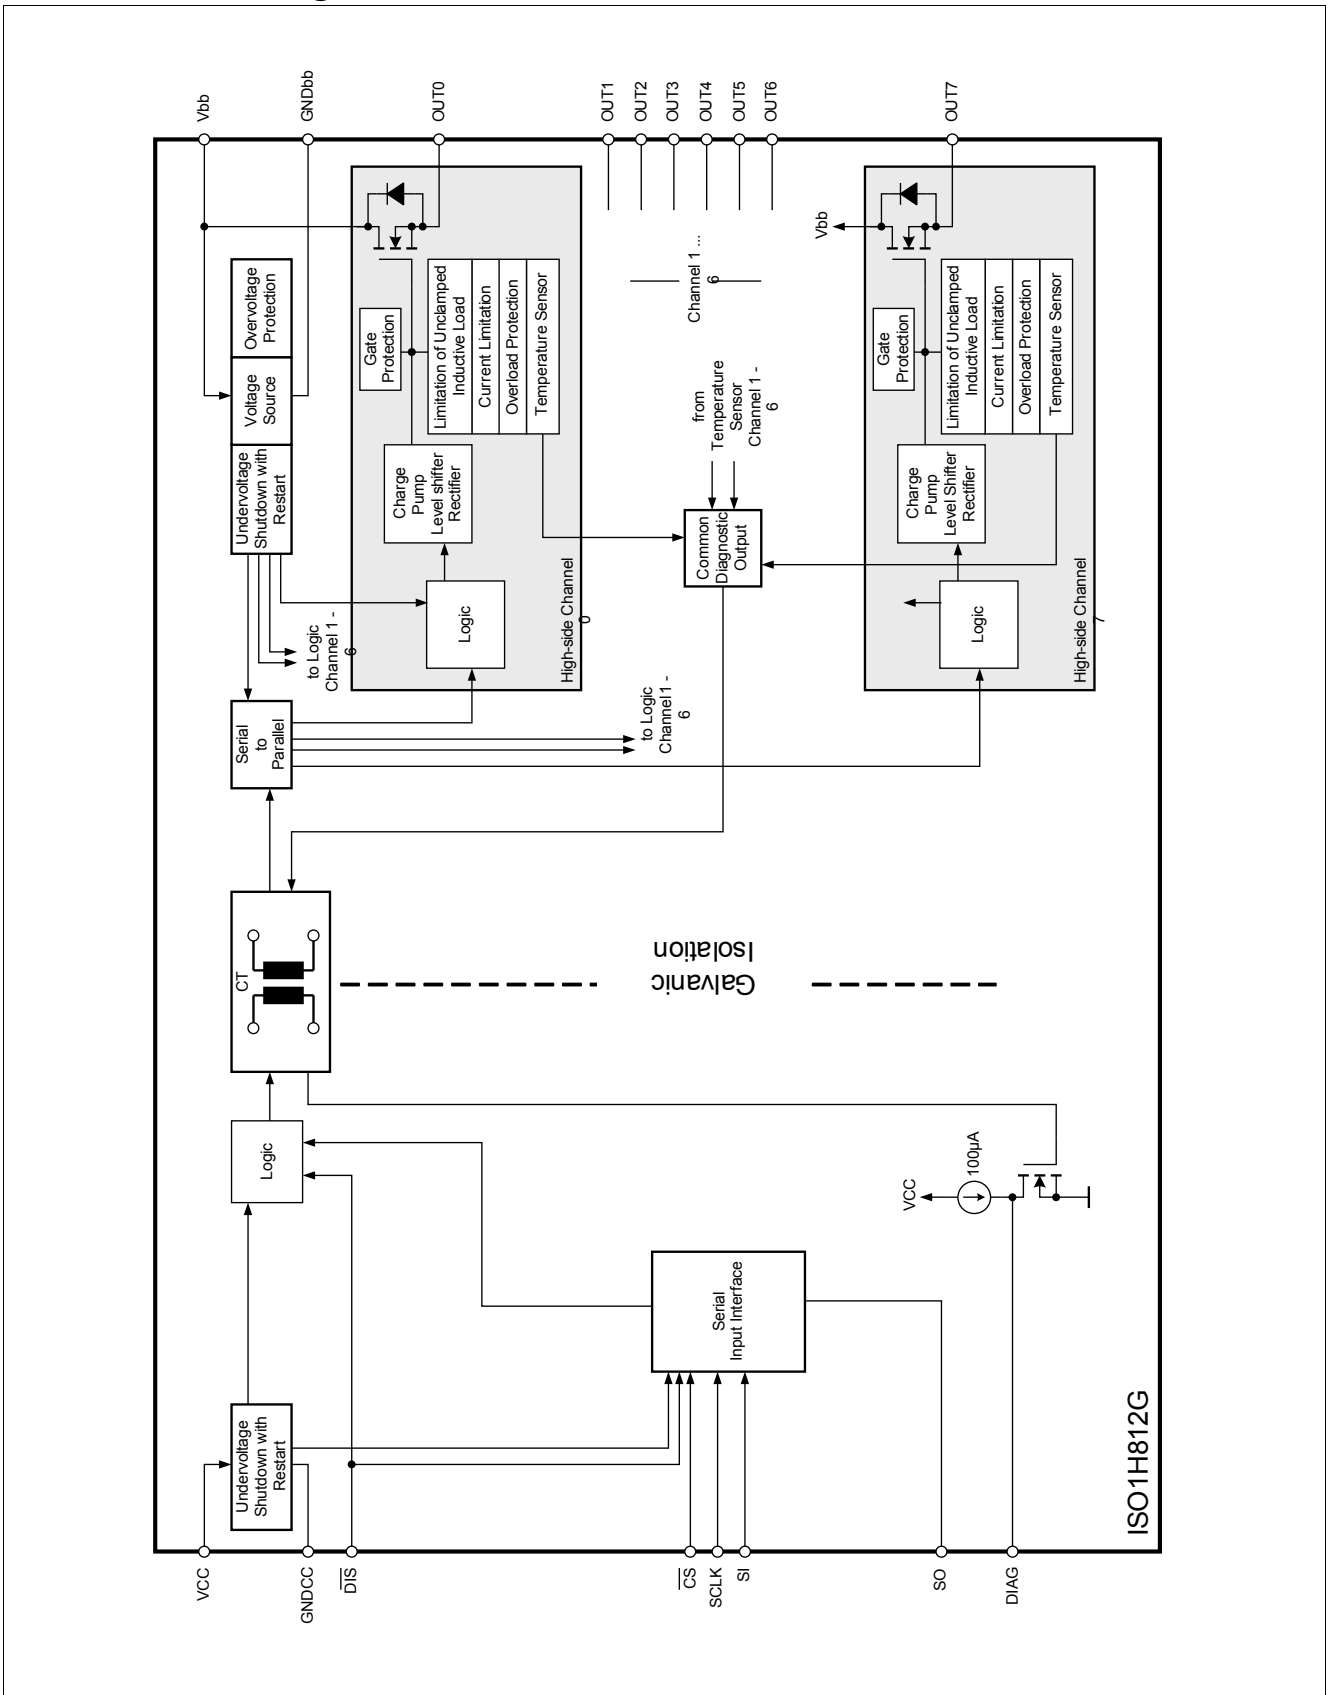 VCC
GNDCC
DIS
CS
SCLK
SI
SO
DIAG
Undervoltage
Shutdown with
Restart
Logic
Serial
Input Interface
VCC
100µA
CT
Galvanic
Isolation
Serial
to
Parallel
to Logic
Channel 1 -
6
to Logic
Channel1 -
6
Undervoltage
Shutdown with
Restart
Voltage
Source
Overvoltage
Protection
Logic
Charge
Pump
Level shifter
Rectifier
Gate
Protection
Limitation of Unclamped
Inductive Load
Current Limitation
Overload Protection
Temperature Sensor
High-side Channel
0
Common
Diagnostic
Output
from
Temperature
Sensor
Channel 1 -
6
Channel 1 ...
6
Logic
Charge
Pump
Level Shifter
Rectifier
Gate
Protection
Limitation of Unclamped
Inductive Load
Current Limitation
Overload Protection
Temperature Sensor
High-side Channel
7
Vbb
Vbb
GNDbb
OUT0
OUT1
OUT2
OUT3
OUT4
OUT5
OUT6
OUT7
ISO1H812G